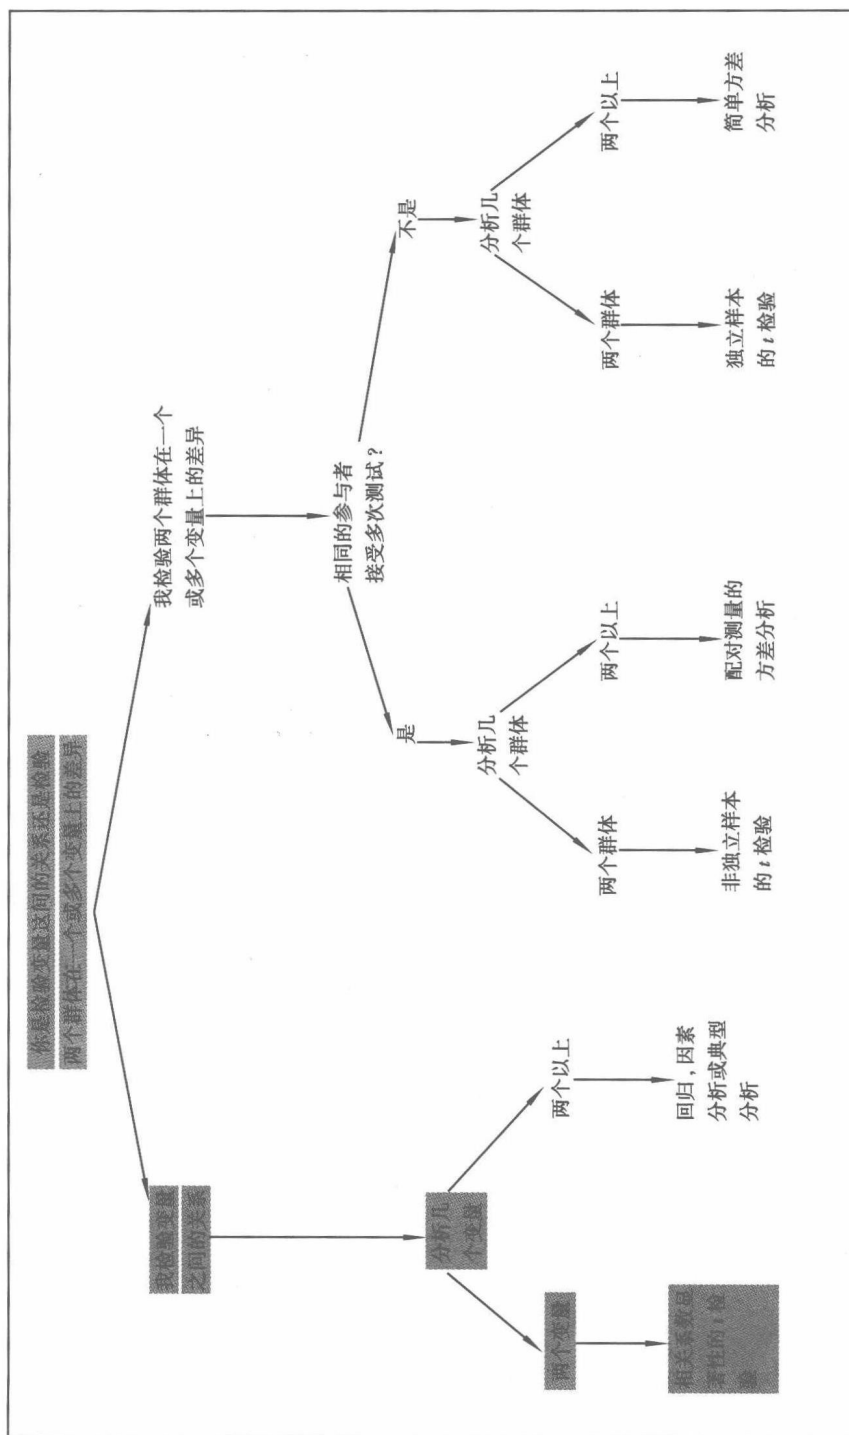 你是检验变量这间的关系还是检验
两个群体在一个或多个变量上的差异
我检验变量
之间的关系
分析几
个变量
两个变量
相关系数显
著性的t检
验
两个以上
回归，因素
分析或典型
分析
我检验两个群体在一个
或多个变量上的差异
相同的参与者
接受多次测试？
是
分析几
个群体
两个群体
非独立样本
的t检验
两个以上
配对测量的
方差分析
不是
分析几
个群体
两个群体
独立样本
的t检验
两个以上
简单方差
分析